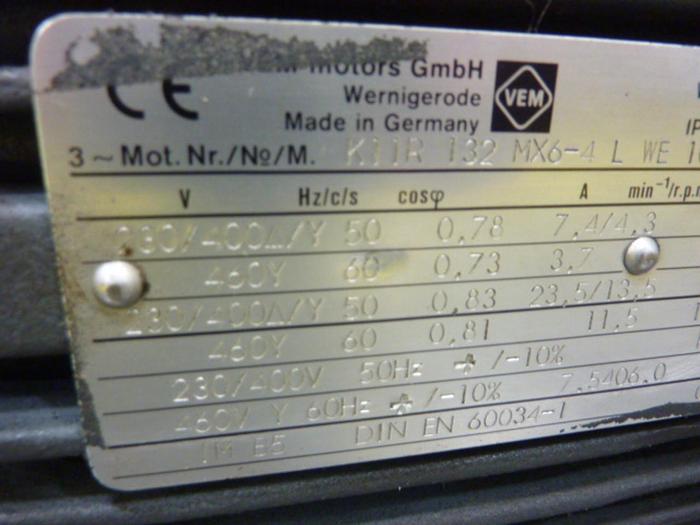 CE VEM motors GmbH
Wernigerode
VEM
Made in Germany
3 ~ Mot. Nr./No/M. K11R 132 MX6-4 L WE
V Hz/c/s cosφ A min⁻¹/r.p.m
230/400Δ/Y 50 0,78 7,4/4,3
460Y 60 0,73 3,7
230/400Δ/Y 50 0,83 23,5/13,5
460Y 60 0,81 11,5
230/400V 50Hz +/-10%
460V Y 60Hz +/-10% 7.5406.0
IM B5 DIN EN 60034-1